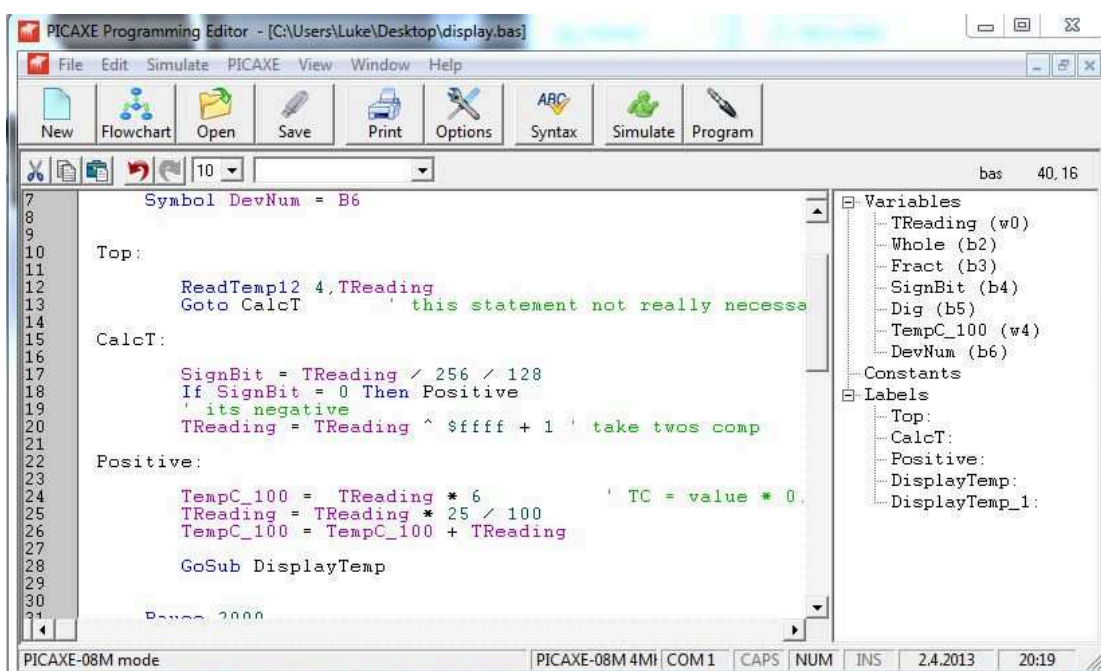 PICAXE Programming Editor - [C:\Users\Luke\Desktop\display.bas]
File Edit Simulate PICAXE View Window Help
ABC
New Flowchart Open Save Print Options Syntax Simulate Program
10 bas 40,16
7 Symbol DevNum = B6
8
9
10 Top:
11
12 ReadTemp12 4,TReading
13 Goto CalcT ' this statement not really necessa
14
15 CalcT:
16
17 SignBit = TReading / 256 / 128
18 If SignBit = 0 Then Positive
19 ' its negative
20 TReading = TReading ^ $ffff + 1 ' take twos comp
21
22 Positive:
23
24 TempC_100 = TReading * 6 ' TC = value * 0.
25 TReading = TReading * 25 / 100
26 TempC_100 = TempC_100 + TReading
27
28 GoSub DisplayTemp
29
30
31 Pause 2000
Variables
TReading (w0)
Whole (b2)
Fract (b3)
SignBit (b4)
Dig (b5)
TempC_100 (w4)
DevNum (b6)
Constants
Labels
Top:
CalcT:
Positive:
DisplayTemp:
DisplayTemp_1:
PICAXE-08M mode PICAXE-08M 4MH COM1 CAPS NUM INS 2.4.2013 20:19